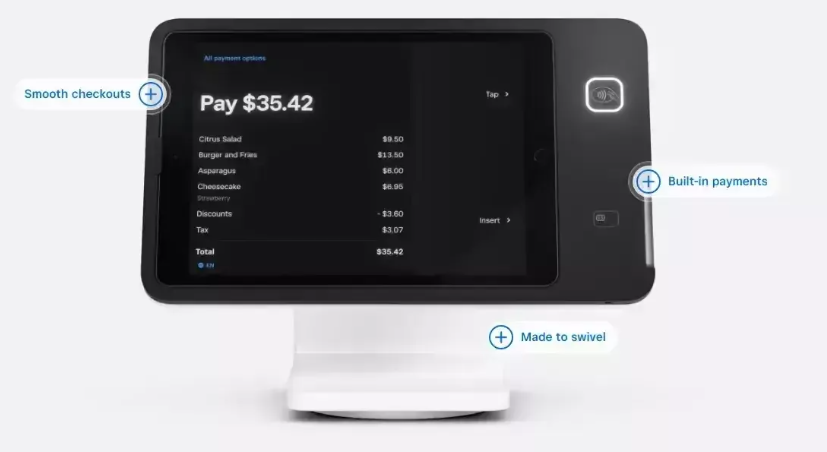 All payment options
Smooth checkouts
Pay $35.42
Tap >
Citrus Salad $9.50
Burger and Fries $13.50
Asparagus $6.00
Cheesecake $6.95
Strawberry
Discounts - $3.60
Tax $3.07
Total $35.42
EN
Insert >
Built-in payments
Made to swivel